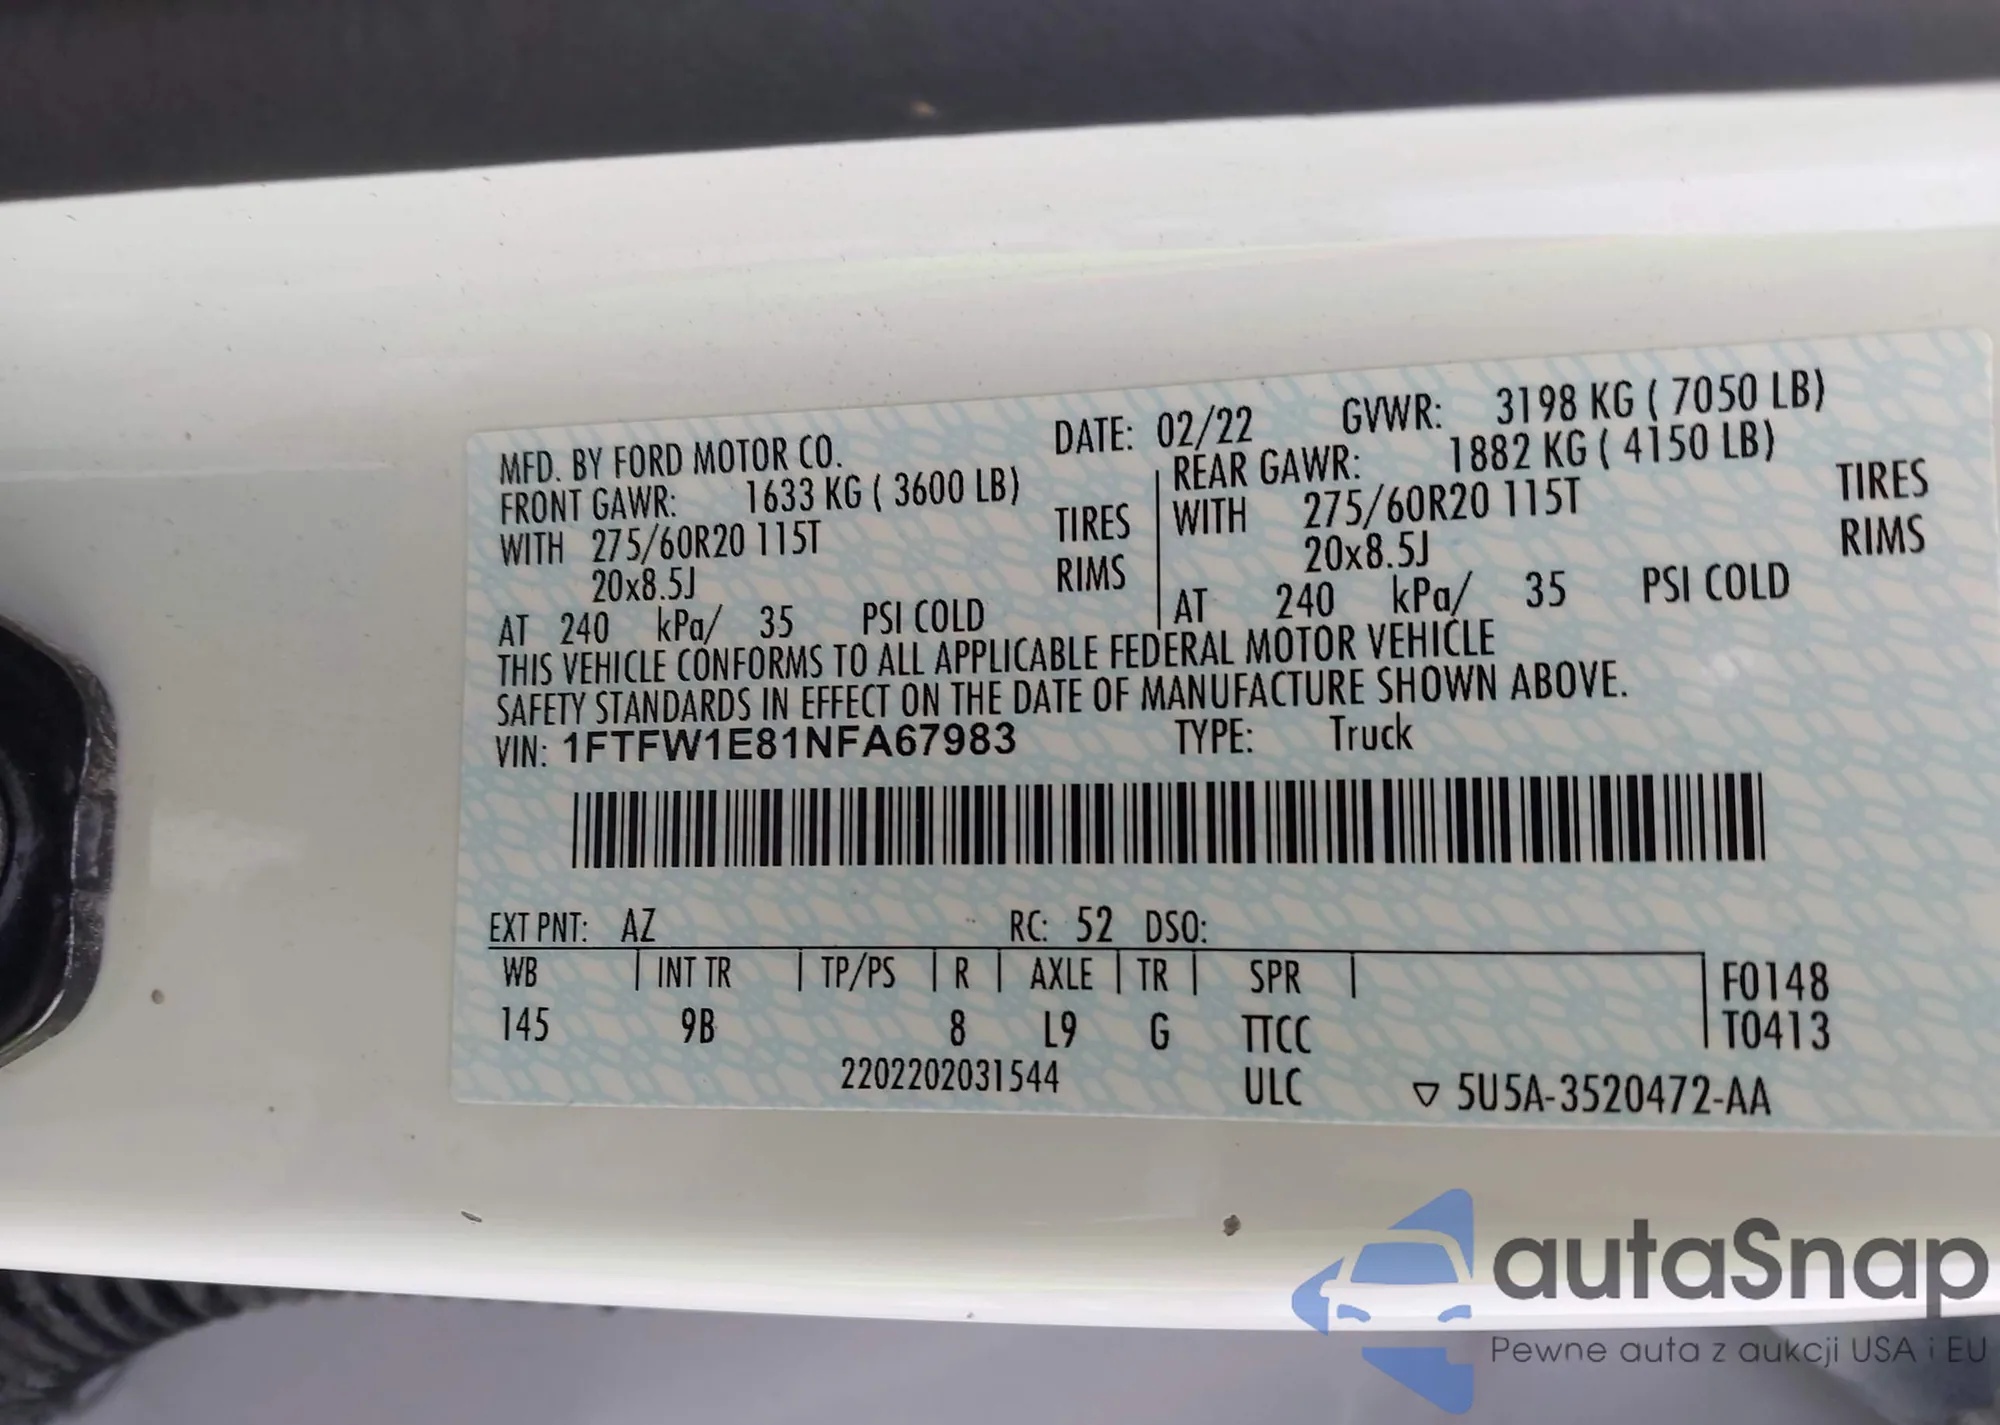 MFD. BY FORD MOTOR CO. DATE: 02/22 GVWR: 3198 KG ( 7050 LB)
FRONT GAWR: 1633 KG ( 3600 LB) REAR GAWR: 1882 KG ( 4150 LB)
WITH 275/60R20 115T TIRES WITH 275/60R20 115T TIRES
20x8.5J RIMS 20x8.5J RIMS
AT 240 kPa/ 35 PSI COLD AT 240 kPa/ 35 PSI COLD
THIS VEHICLE CONFORMS TO ALL APPLICABLE FEDERAL MOTOR VEHICLE
SAFETY STANDARDS IN EFFECT ON THE DATE OF MANUFACTURE SHOWN ABOVE.
VIN: 1FTFW1E81NFA67983 TYPE: Truck
EXT PNT: AZ RC: 52 DSO:
WB INT TR TP/PS R AXLE TR SPR F0148
145 9B 8 L9 G TTCC T0413
2202202031544 ULC ▽ 5U5A-3520472-AA
autaSnap
Pewne auta z aukcji USA i EU